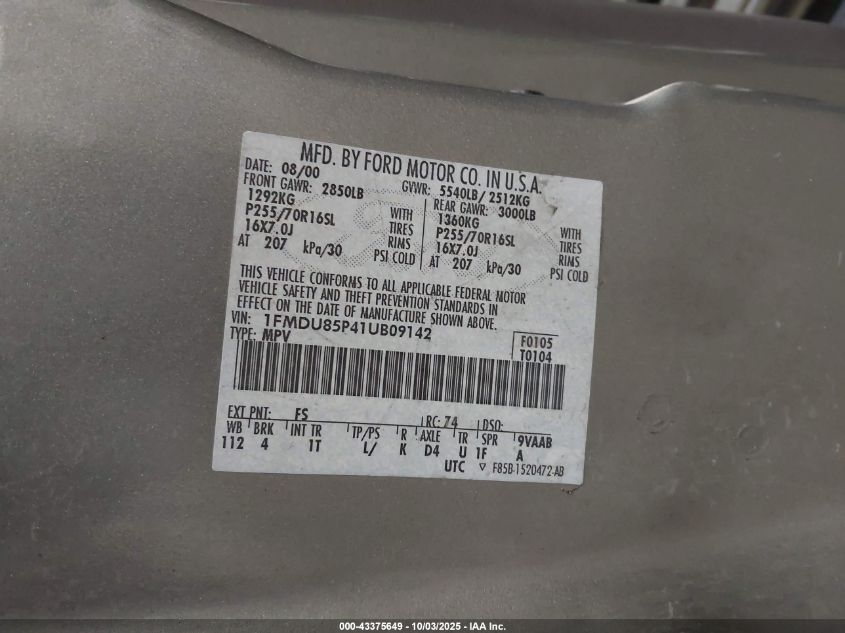 MFD. BY FORD MOTOR CO. IN U.S.A.
DATE: 08/00 GVWR: 5540LB/ 2512KG
FRONT GAWR: 2850LB REAR GAWR: 3000LB
1292KG WITH 1360KG WITH
P255/70R16SL TIRES P255/70R16SL TIRES
16X7.0J RIMS 16X7.0J RIMS
AT 207 kPa/30 PSI COLD AT 207 kPa/30 PSI COLD
THIS VEHICLE CONFORMS TO ALL APPLICABLE FEDERAL MOTOR
VEHICLE SAFETY AND THEFT PREVENTION STANDARDS IN
EFFECT ON THE DATE OF MANUFACTURE SHOWN ABOVE.
VIN: 1FMDU85P41UB09142
TYPE: MPV F0105
T0104
EXT PNT: FS RC: 74 DSO:
WB BRK INT TR TP/PS R AXLE TR SPR 9VAAB
112 4 1T L/ K D4 U 1F A
UTC ▽ F85B-1520472-AB
000-43375649 - 10/03/2025 - IAA Inc.